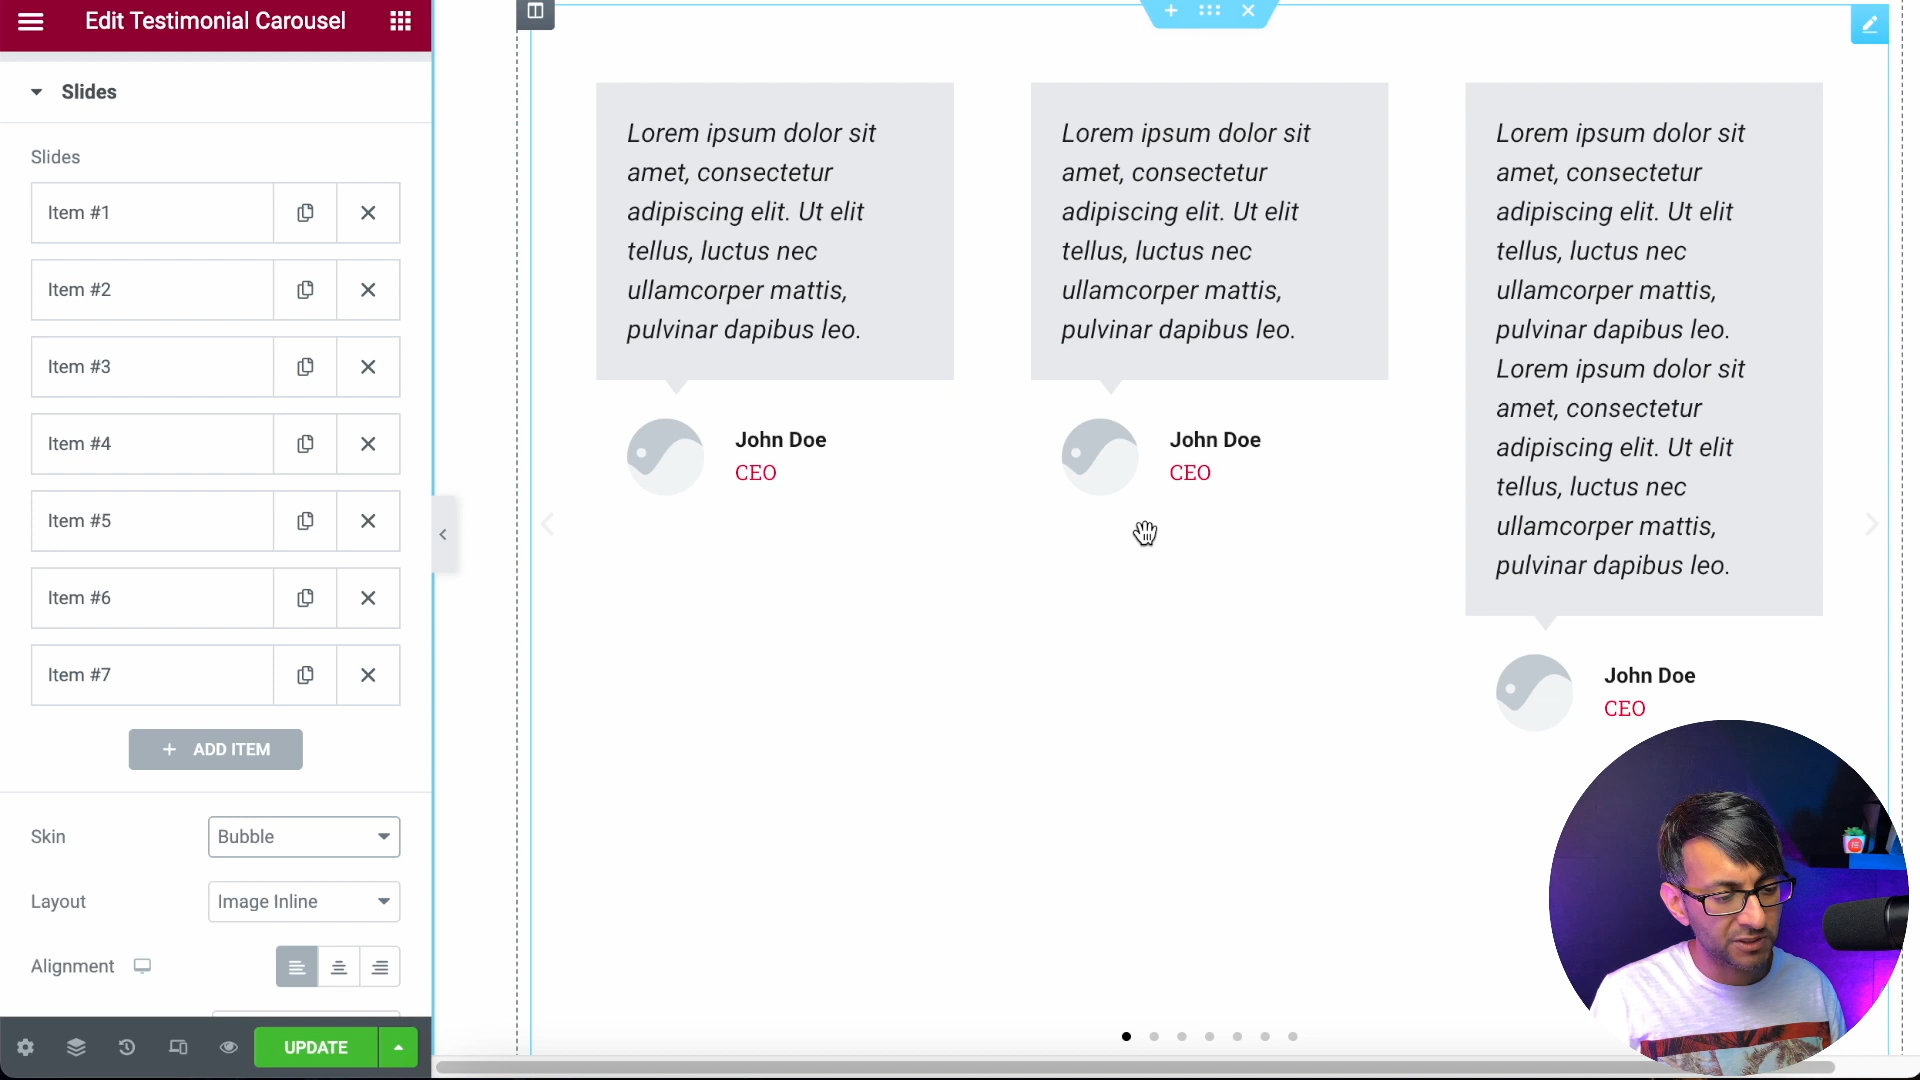 Edit Testimonial Carousel
Slides
Slides
Item #1
Item #2
Item #3
Item #4
Item #5
Item #6
Item #7
+ ADD ITEM
Skin
Bubble
Layout
Image Inline
Alignment
UPDATE
Lorem ipsum dolor sit
amet, consectetur
adipiscing elit. Ut elit
tellus, luctus nec
ullamcorper mattis,
pulvinar dapibus leo.
John Doe
CEO
Lorem ipsum dolor sit
amet, consectetur
adipiscing elit. Ut elit
tellus, luctus nec
ullamcorper mattis,
pulvinar dapibus leo.
John Doe
CEO
Lorem ipsum dolor sit
amet, consectetur
adipiscing elit. Ut elit
tellus, luctus nec
ullamcorper mattis,
pulvinar dapibus leo.
Lorem ipsum dolor sit
amet, consectetur
adipiscing elit. Ut elit
tellus, luctus nec
ullamcorper mattis,
pulvinar dapibus leo.
John Doe
CEO